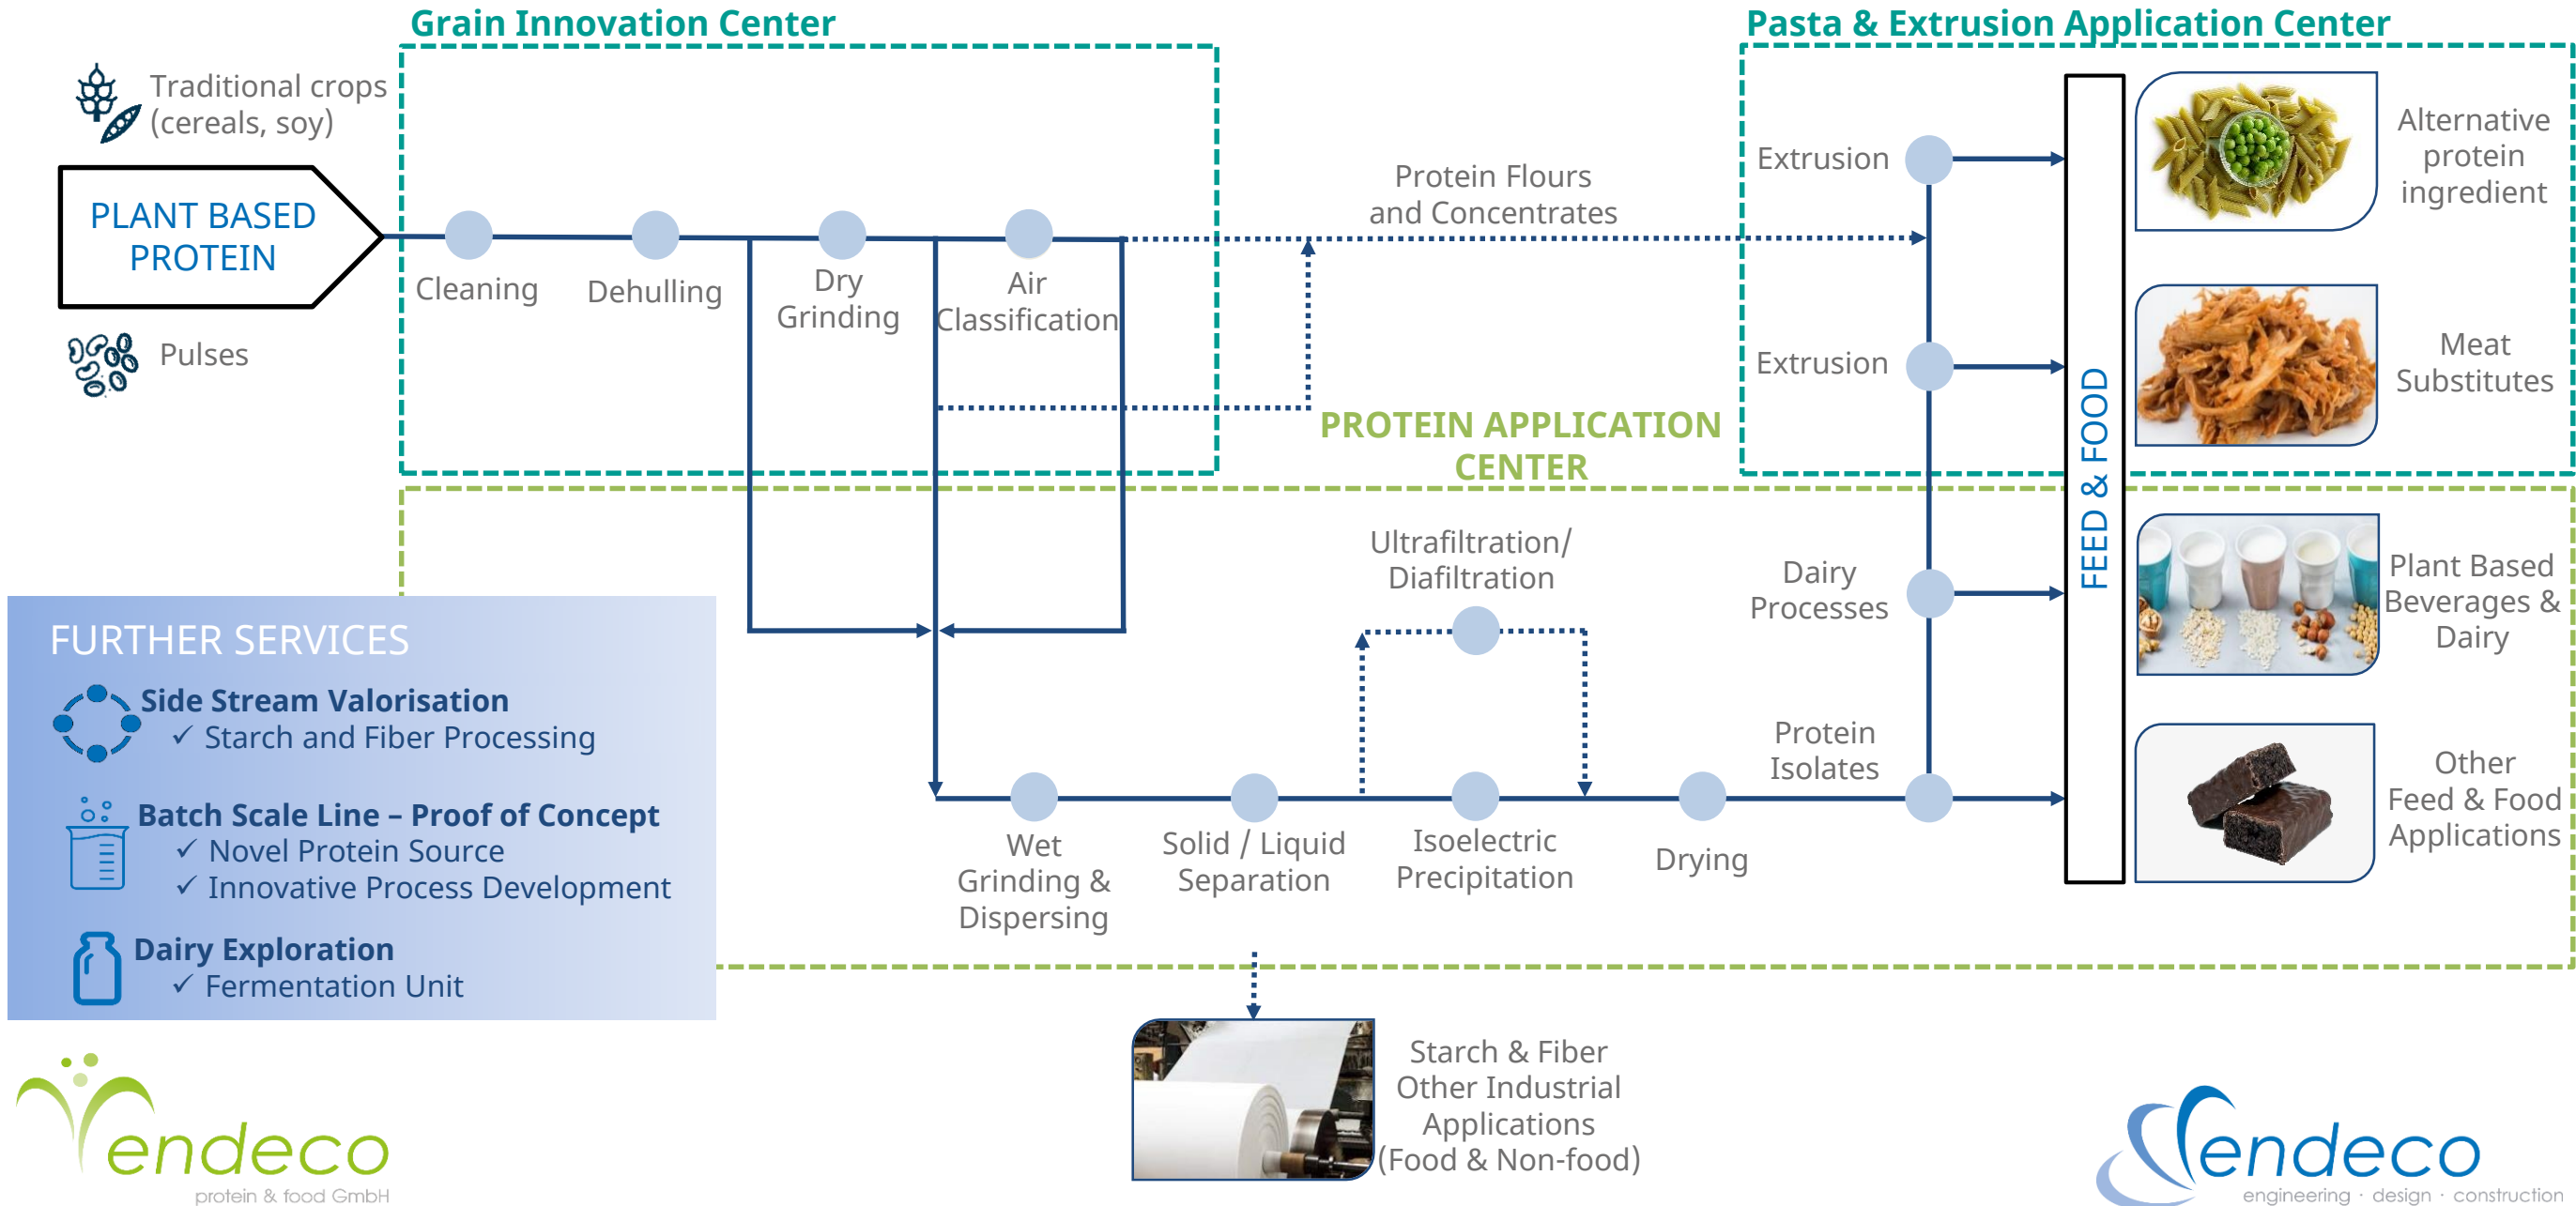 Grain Innovation Center
Pasta & Extrusion Application Center
Traditional crops
(cereals, soy)
PLANT BASED
PROTEIN
Pulses
Cleaning
Dehulling
Dry
Grinding
Air
Classification
Protein Flours
and Concentrates
Extrusion
Extrusion
Alternative
protein
ingredient
Meat
Substitutes
FEED & FOOD
PROTEIN APPLICATION
CENTER
Ultrafiltration/
Diafiltration
Dairy
Processes
Plant Based
Beverages &
Dairy
Protein
Isolates
Other
Feed & Food
Applications
Wet
Grinding &
Dispersing
Solid / Liquid
Separation
Isoelectric
Precipitation
Drying
FURTHER SERVICES
Side Stream Valorisation
✓ Starch and Fiber Processing
Batch Scale Line – Proof of Concept
✓ Novel Protein Source
✓ Innovative Process Development
Dairy Exploration
✓ Fermentation Unit
Starch & Fiber
Other Industrial
Applications
(Food & Non-food)
endeco
protein & food GmbH
endeco
engineering · design · construction